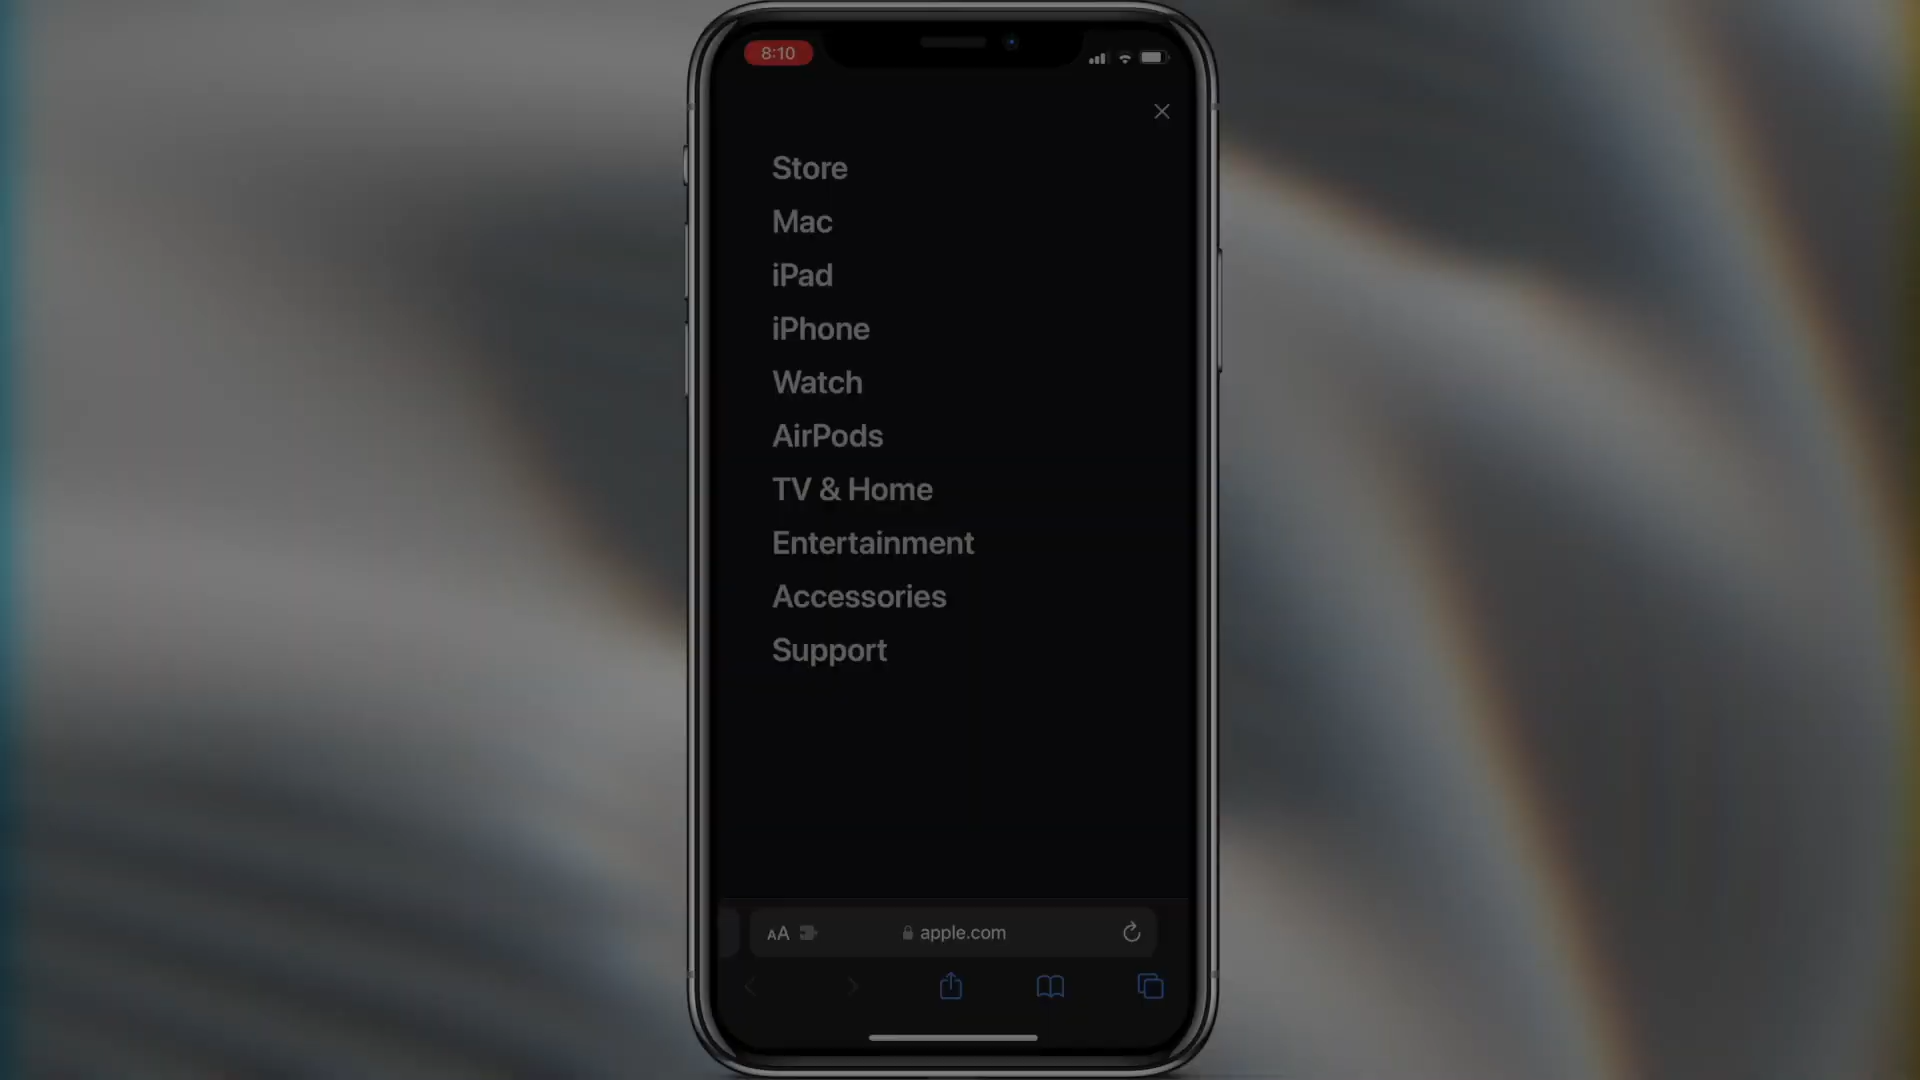 8:10
Store
Mac
iPad
iPhone
Watch
AirPods
TV & Home
Entertainment
Accessories
Support
AA apple.com